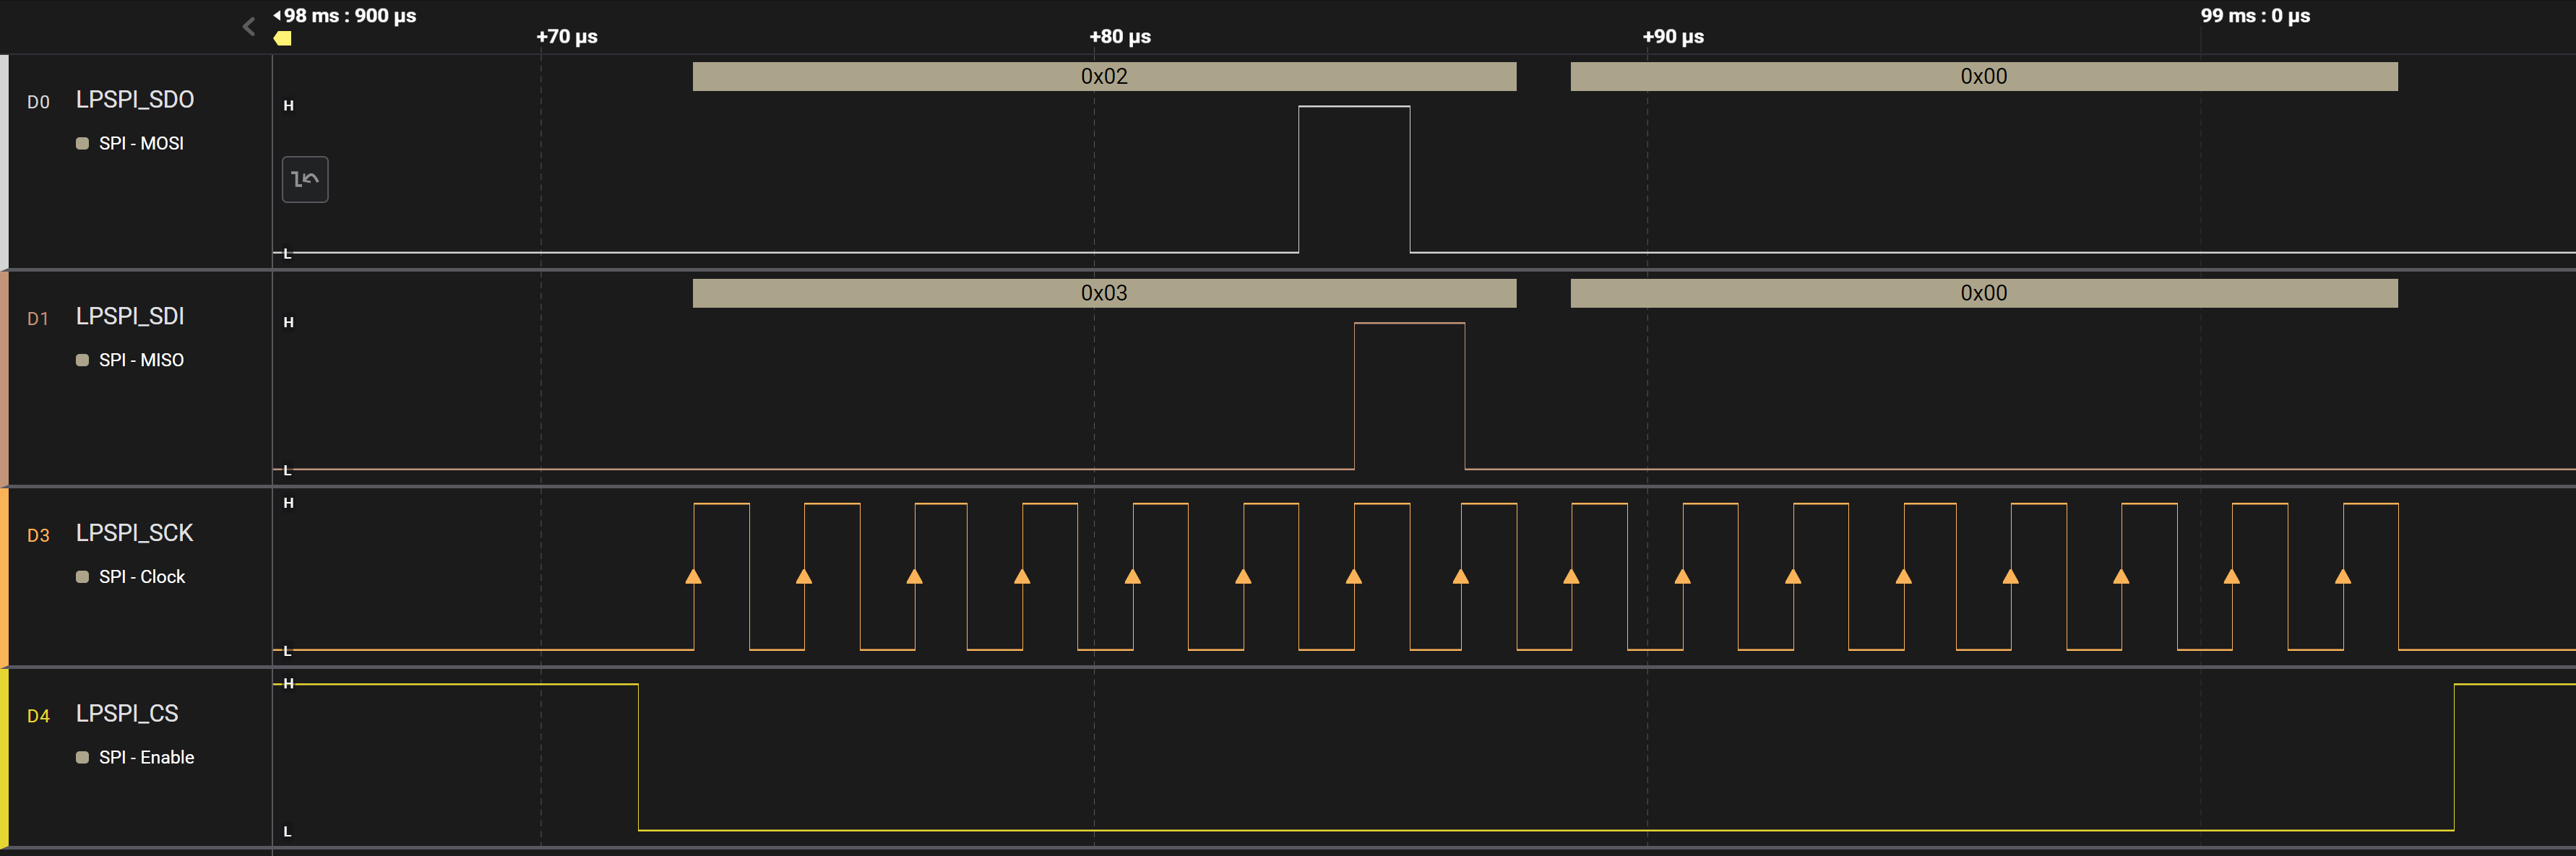 98 ms : 900 µs
99 ms : 0 µs
+70 µs
+80 µs
+90 µs
0x02
0x00
D0
LPSPI_SDO
SPI - MOSI
H
L
0x03
0x00
D1
LPSPI_SDI
SPI - MISO
H
L
D3
LPSPI_SCK
SPI - Clock
H
L
D4
LPSPI_CS
SPI - Enable
H
L